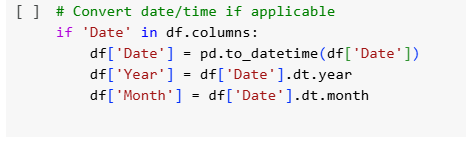 [ ] # Convert date/time if applicable
if 'Date' in df.columns:
    df['Date'] = pd.to_datetime(df['Date'])
    df['Year'] = df['Date'].dt.year
    df['Month'] = df['Date'].dt.month